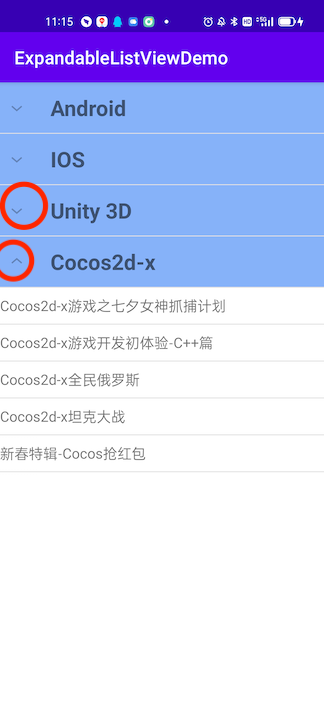 11:15
HD 5G
ExpandableListViewDemo
Android
IOS
Unity 3D
Cocos2d-x
Cocos2d-x游戏之七夕女神抓捕计划
Cocos2d-x游戏开发初体验-C++篇
Cocos2d-x全民俄罗斯
Cocos2d-x坦克大战
新春特辑-Cocos抢红包